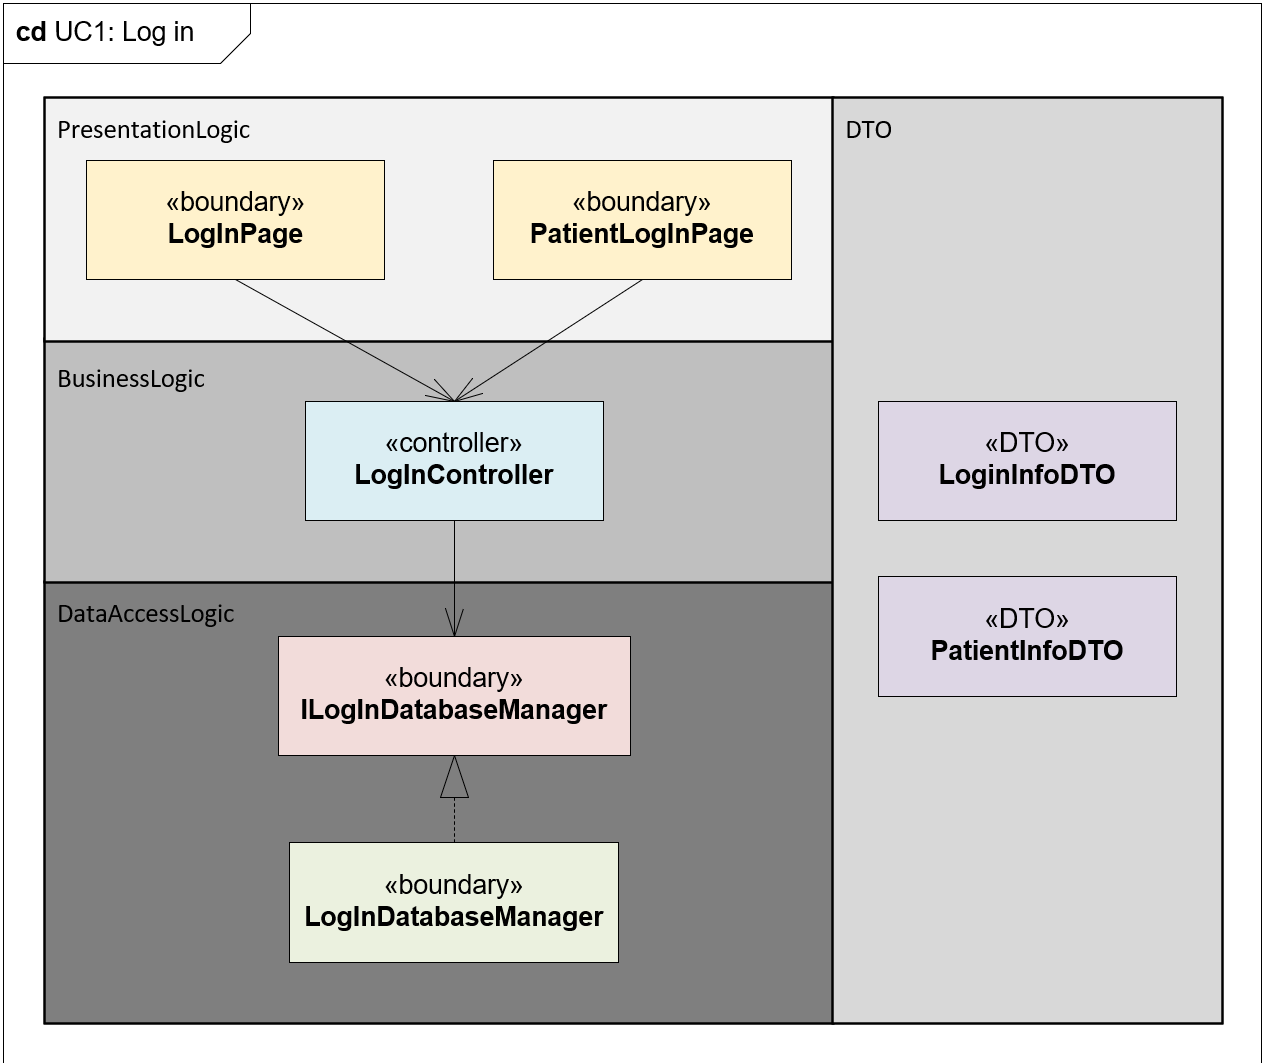 cd UC1: Log in
PresentationLogic
«boundary»
LogInPage
«boundary»
PatientLogInPage
BusinessLogic
«controller»
LogInController
DataAccessLogic
«boundary»
ILogInDatabaseManager
«boundary»
LogInDatabaseManager
DTO
«DTO»
LoginInfoDTO
«DTO»
PatientInfoDTO